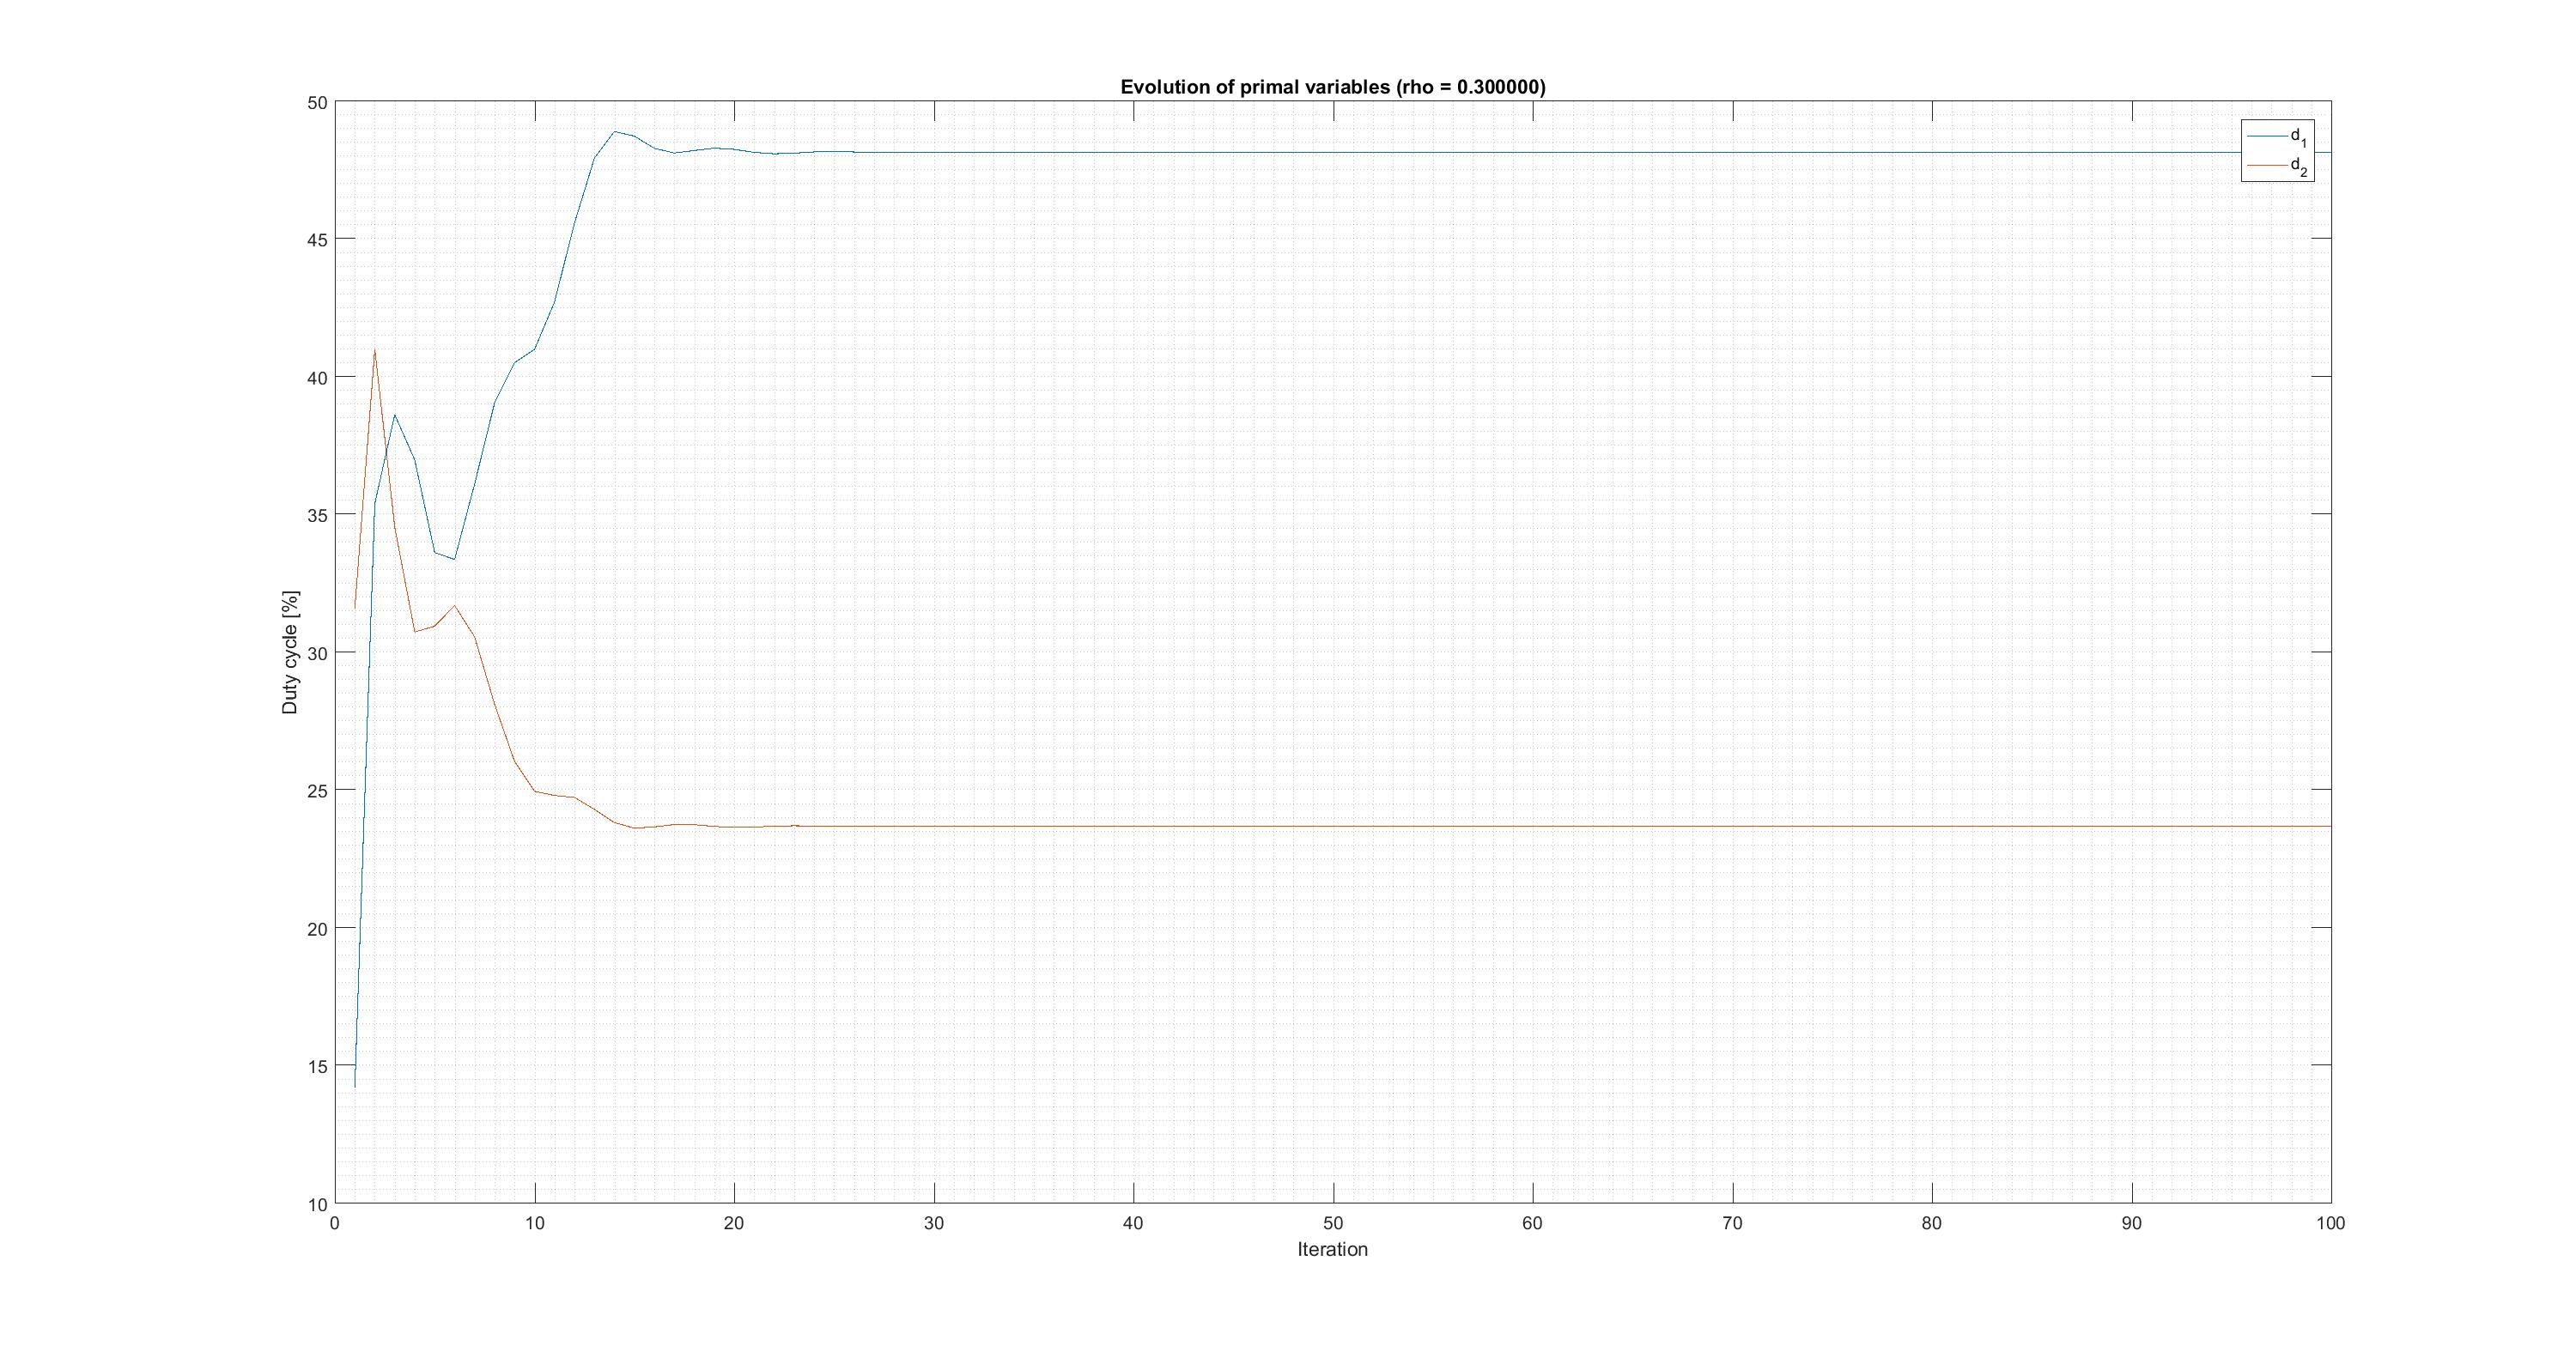 Evolution of primal variables (rho = 0.300000)
50
45
40
35
30
25
20
15
10
Duty cycle [%]
d1
d2
0 10 20 30 40 50 60 70 80 90 100
Iteration